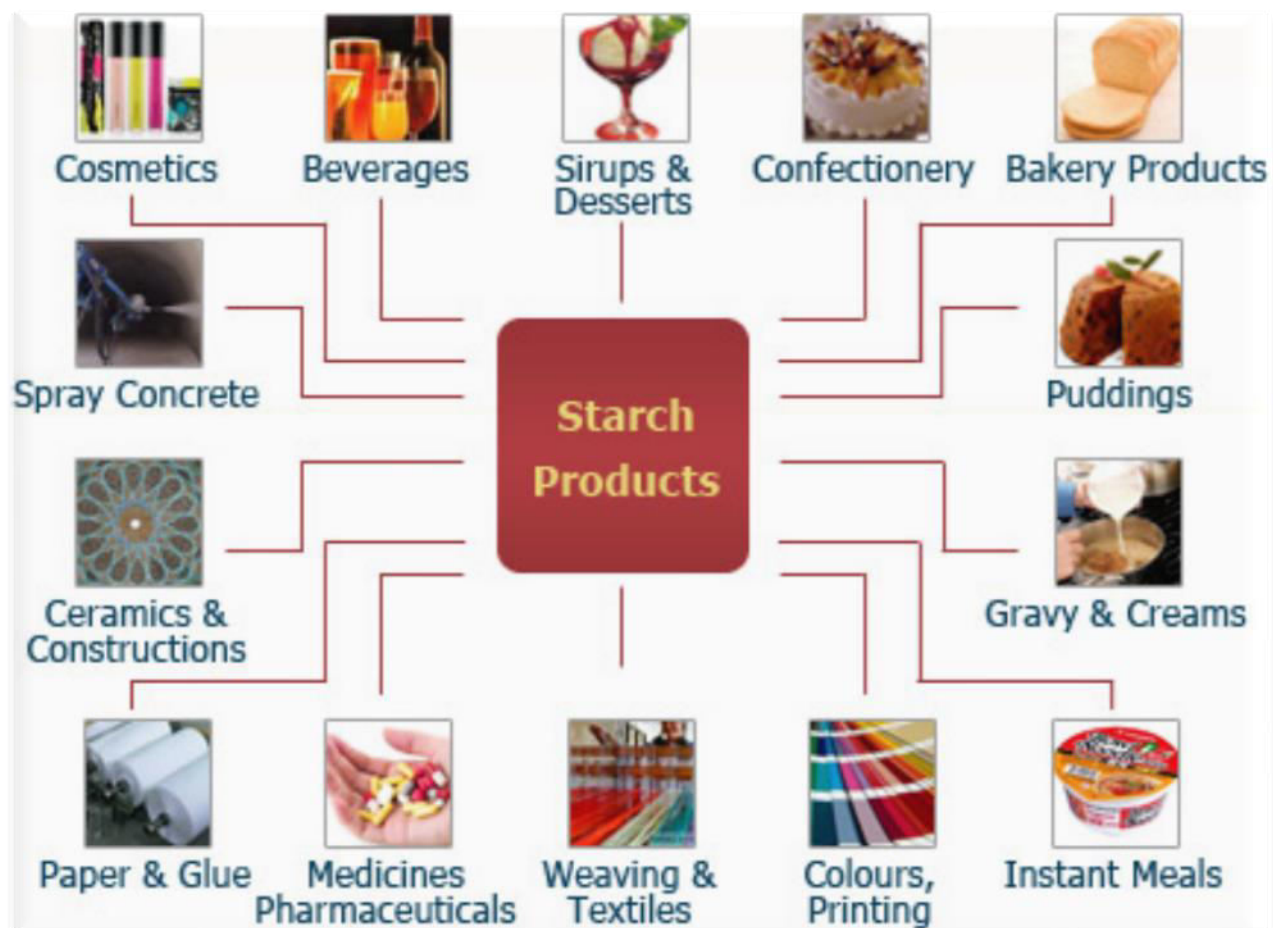 Cosmetics
Beverages
Sirups &
Desserts
Confectionery
Bakery Products
Spray Concrete
Puddings
Starch
Products
Ceramics &
Constructions
Gravy & Creams
Paper & Glue
Medicines
Pharmaceuticals
Weaving &
Textiles
Colours,
Printing
Instant Meals